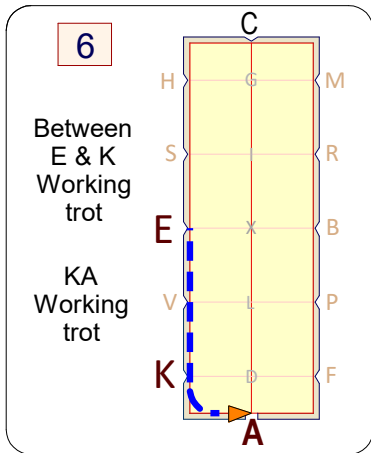 6
C
H G M
Between
E & K
Working
trot
S I R
E X B
KA
Working
trot
V L P
K D F
A